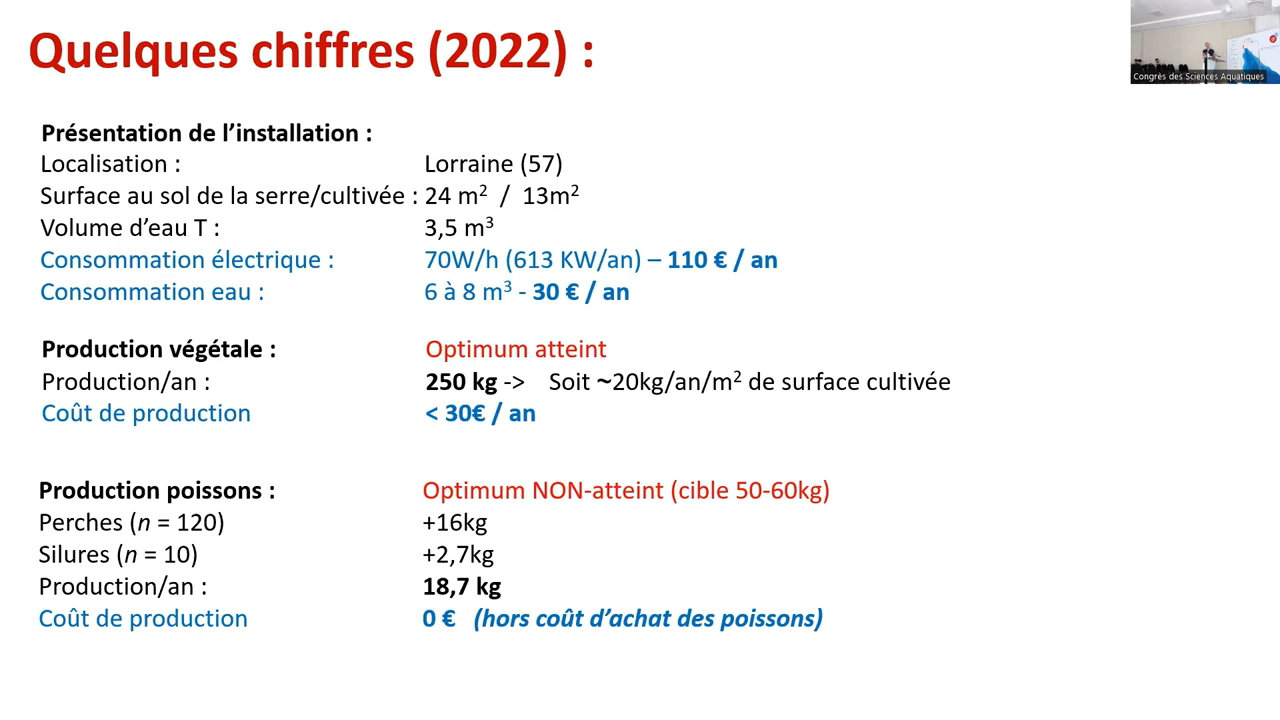 Quelques chiffres (2022) :
Congrès des Sciences Aquatiques
Présentation de l’installation :
Localisation : Lorraine (57)
Surface au sol de la serre/cultivée : 24 m² / 13m²
Volume d’eau T : 3,5 m³
Consommation électrique : 70W/h (613 KW/an) – 110 € / an
Consommation eau : 6 à 8 m³ - 30 € / an
Production végétale : Optimum atteint
Production/an : 250 kg -> Soit ~20kg/an/m² de surface cultivée
Coût de production < 30€ / an
Production poissons : Optimum NON-atteint (cible 50-60kg)
Perches (n = 120) +16kg
Silures (n = 10) +2,7kg
Production/an : 18,7 kg
Coût de production 0 € (hors coût d’achat des poissons)